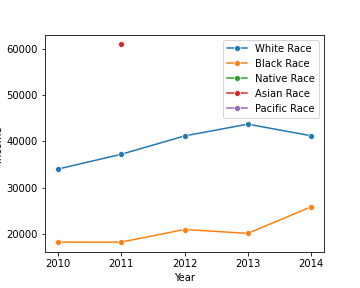 60000
50000
40000
30000
20000
2010 2011 2012 2013 2014
Year
White Race
Black Race
Native Race
Asian Race
Pacific Race